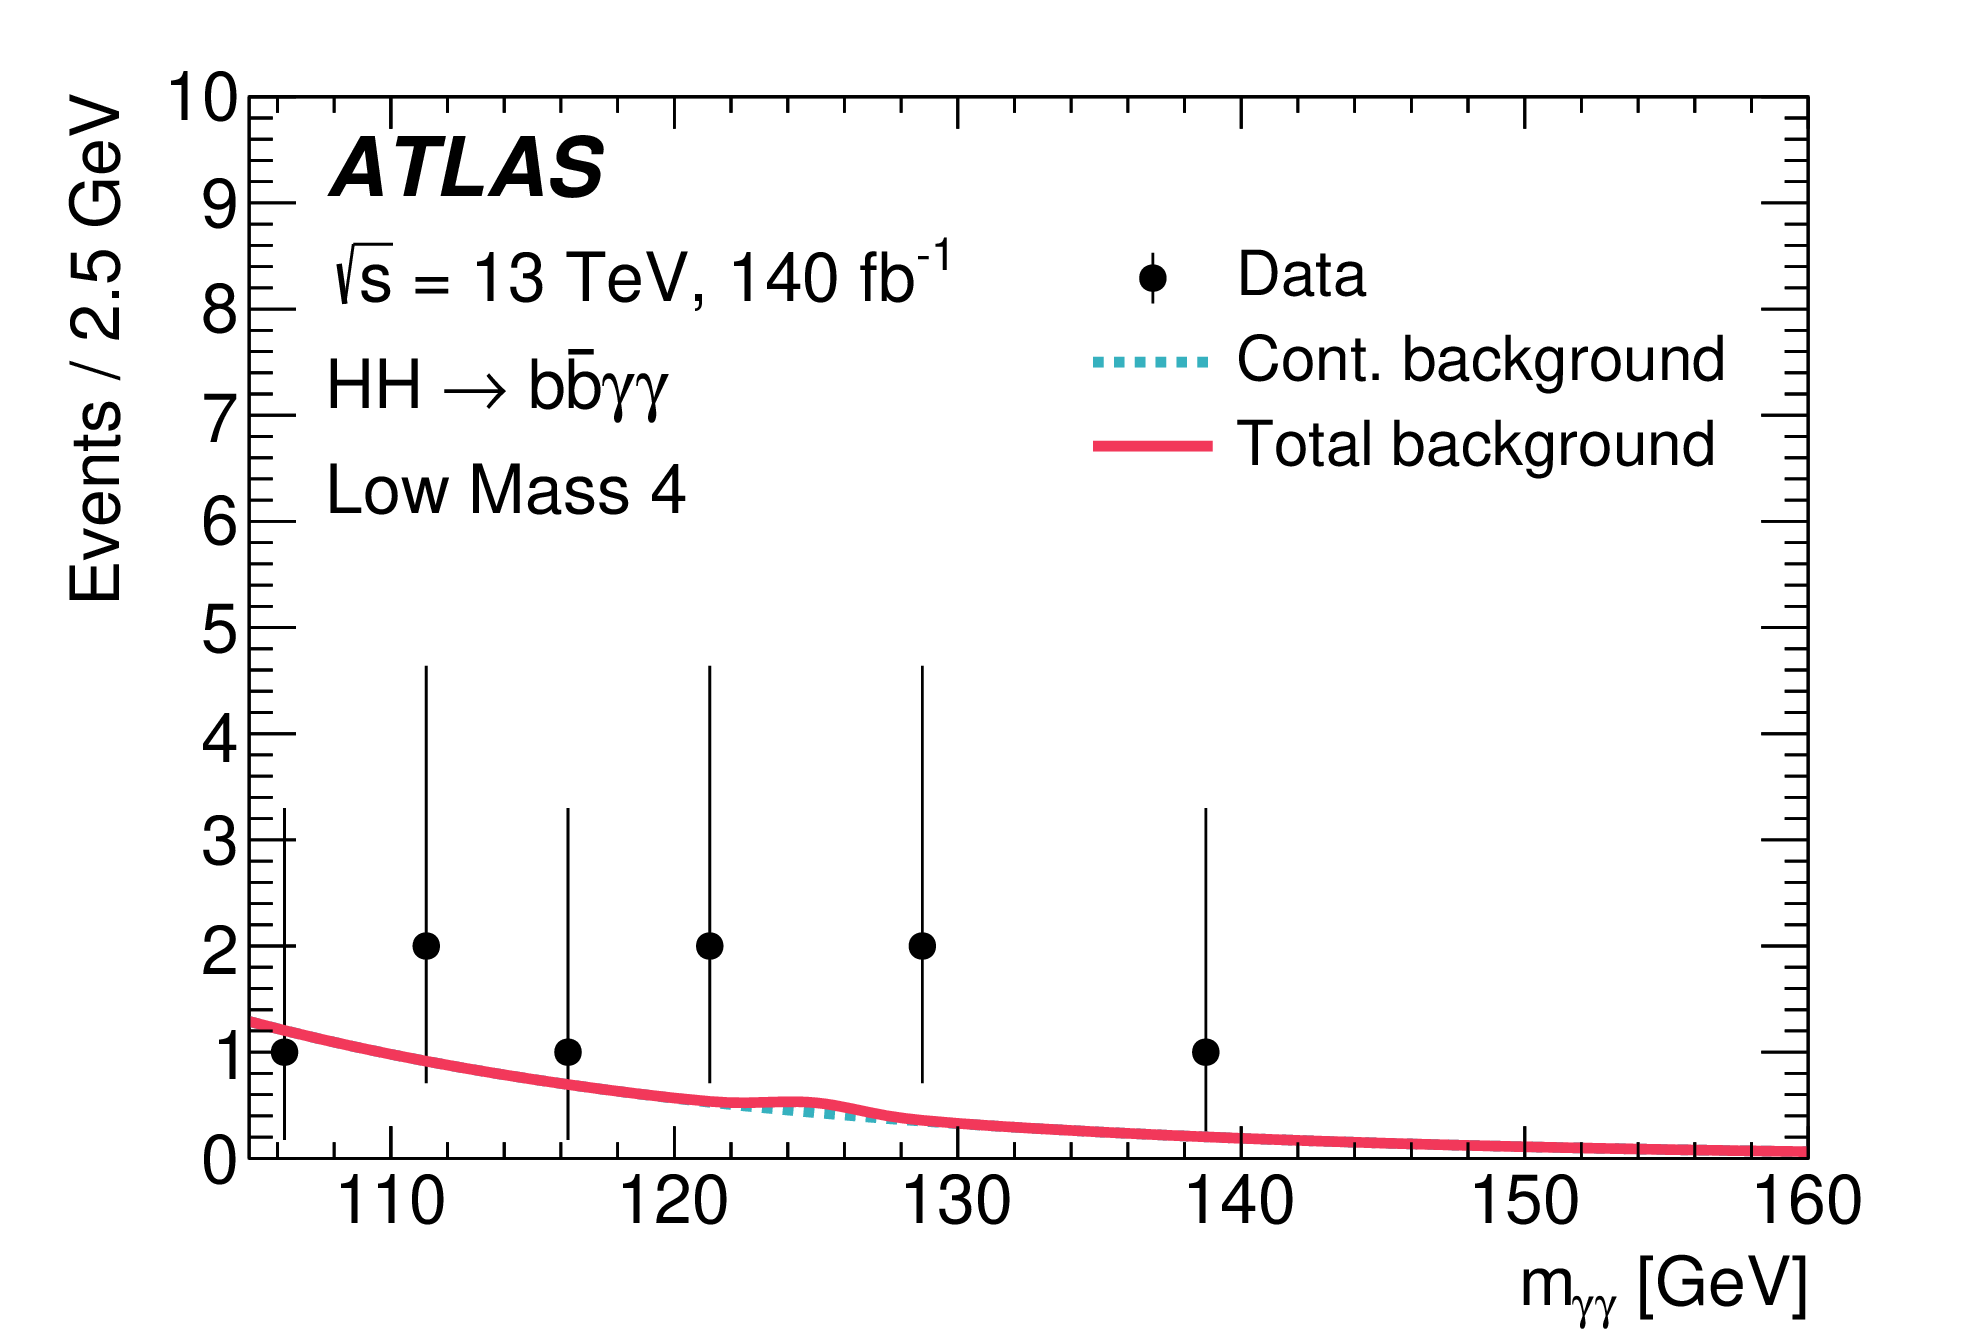 Events / 2.5 GeV
10
9
8
7
6
5
4
3
2
1
0
ATLAS
√s = 13 TeV, 140 fb⁻¹
HH → bb̄γγ
Low Mass 4
Data
Cont. background
Total background
110 120 130 140 150 160
mγγ [GeV]